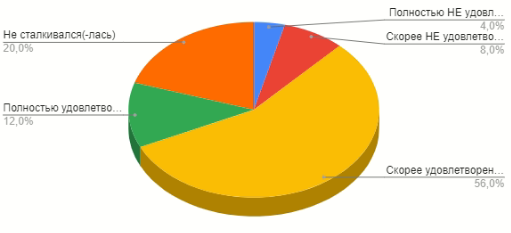 Полностью НЕ удовл...
4,0%
Скорее НЕ удовлетво...
8,0%
Не сталкивался(-лась)
20,0%
Полностью удовлетво...
12,0%
Скорее удовлетворен...
56,0%